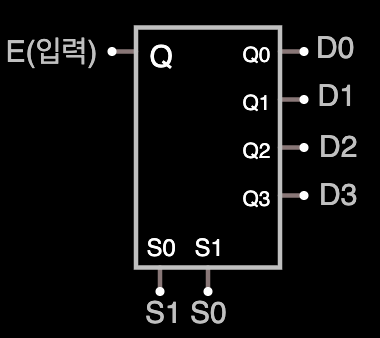 E(입력) Q Q0 D0
Q1 D1
Q2 D2
Q3 D3
S0 S1
S1 S0